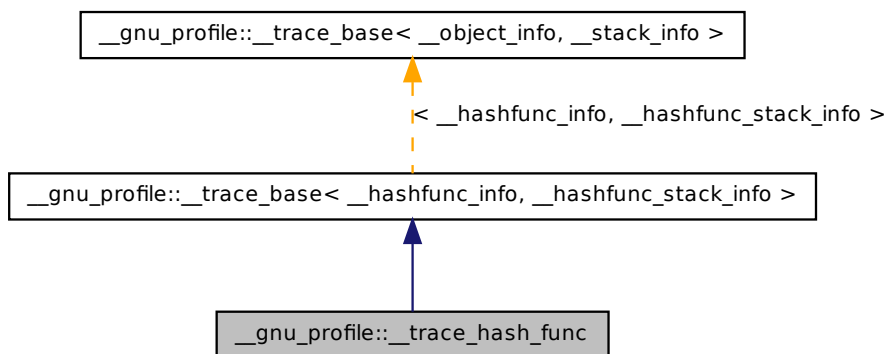 __gnu_profile::__trace_base< __object_info, __stack_info >
< __hashfunc_info, __hashfunc_stack_info >
__gnu_profile::__trace_base< __hashfunc_info, __hashfunc_stack_info >
__gnu_profile::__trace_hash_func